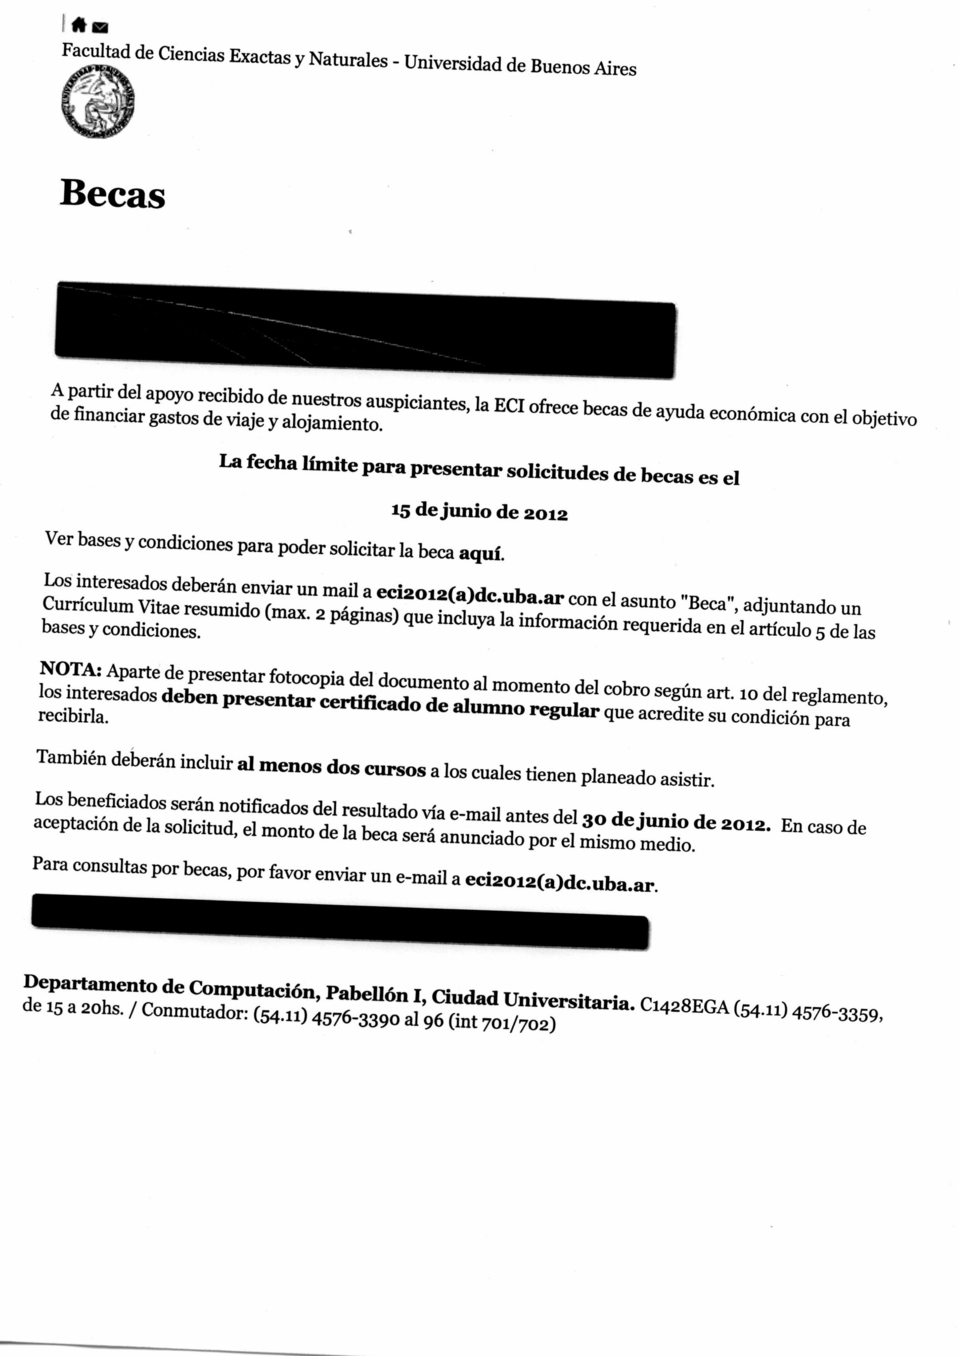 Facultad de Ciencias Exactas y Naturales - Universidad de Buenos Aires
Becas
A partir del apoyo recibido de nuestros auspiciantes, la ECI ofrece becas de ayuda económica con el objetivo
de financiar gastos de viaje y alojamiento.
La fecha límite para presentar solicitudes de becas es el
15 de junio de 2012
Ver bases y condiciones para poder solicitar la beca aquí.
Los interesados deberán enviar un mail a eci2012(a)dc.uba.ar con el asunto "Beca", adjuntando un
Currículum Vitae resumido (max. 2 páginas) que incluya la información requerida en el artículo 5 de las
bases y condiciones.
NOTA: Aparte de presentar fotocopia del documento al momento del cobro según art. 10 del reglamento,
los interesados deben presentar certificado de alumno regular que acredite su condición para
recibirla.
También deberán incluir al menos dos cursos a los cuales tienen planeado asistir.
Los beneficiados serán notificados del resultado vía e-mail antes del 30 de junio de 2012. En caso de
aceptación de la solicitud, el monto de la beca será anunciado por el mismo medio.
Para consultas por becas, por favor enviar un e-mail a eci2012(a)dc.uba.ar.
Departamento de Computación, Pabellón I, Ciudad Universitaria. C1428EGA (54.11) 4576-3359,
de 15 a 20hs. / Conmutador: (54.11) 4576-3390 al 96 (int 701/702)